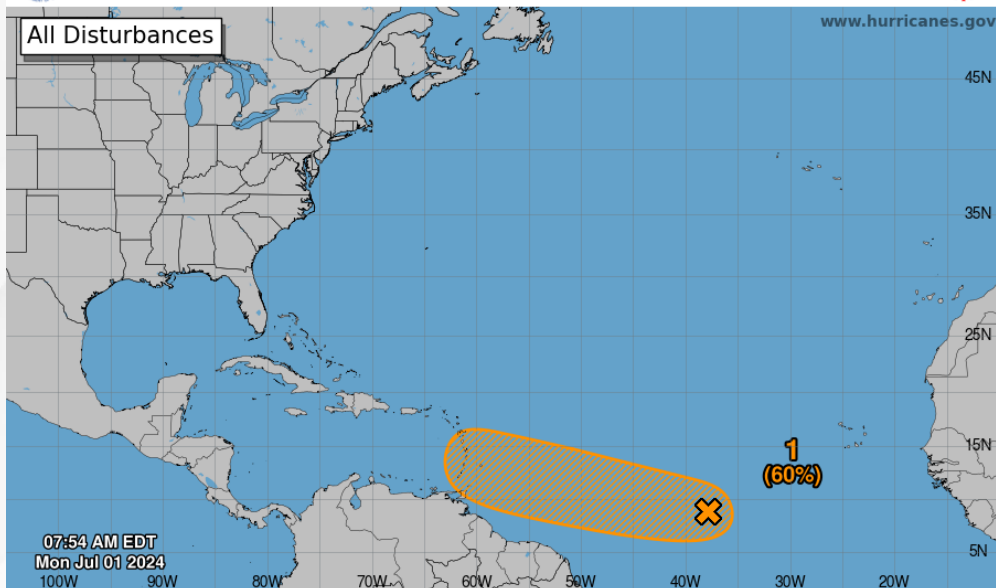 All Disturbances
www.hurricanes.gov
45N
35N
25N
15N
1
(60%)
5N
07:54 AM EDT
Mon Jul 01 2024
100W 90W 80W 70W 60W 50W 40W 30W 20W